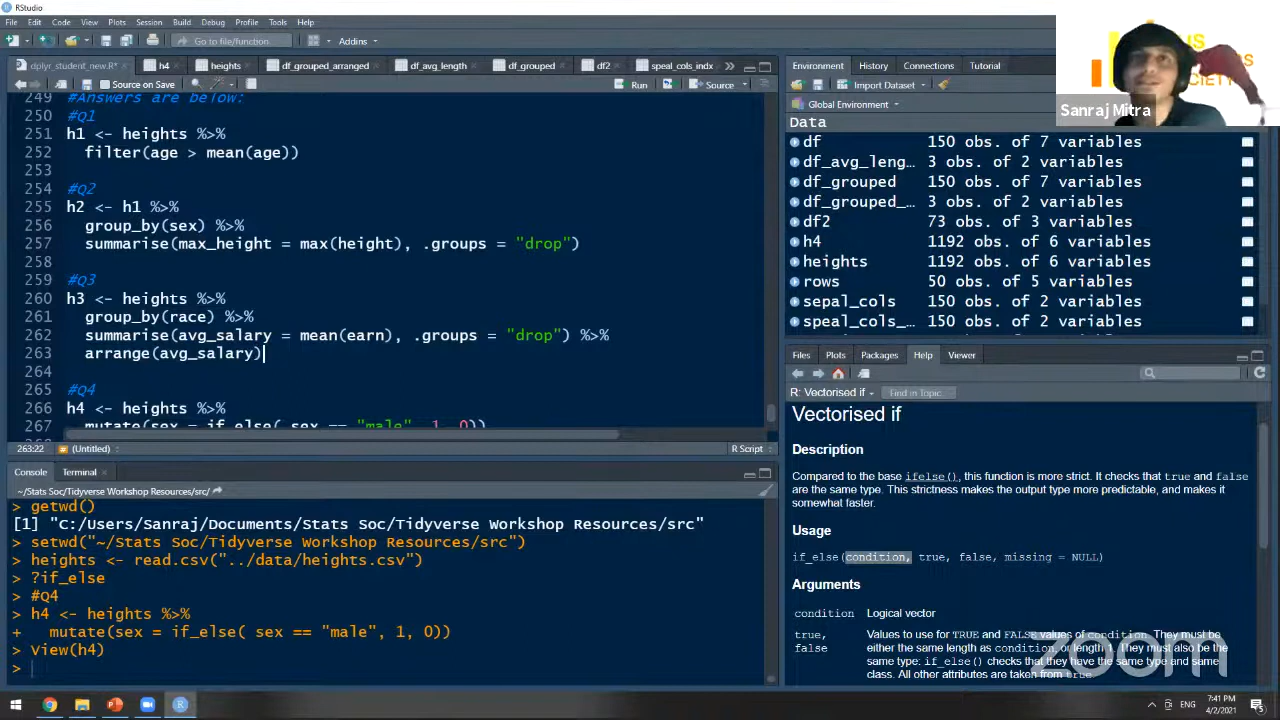 RStudio
File Edit Code View Plots Session Build Debug Profile Tools Help
Go to file/function
Addins
dplyr_student_new.R*
h4
heights
df_grouped_arranged
df_avg_length
df_grouped
df2
speal_cols_indx
Source on Save
Run
Source
249 #Answers are below:
250 #Q1
251 h1 <- heights %>%
252 filter(age > mean(age))
253
254 #Q2
255 h2 <- h1 %>%
256 group_by(sex) %>%
257 summarise(max_height = max(height), .groups = "drop")
258
259 #Q3
260 h3 <- heights %>%
261 group_by(race) %>%
262 summarise(avg_salary = mean(earn), .groups = "drop") %>%
263 arrange(avg_salary)
264
265 #Q4
266 h4 <- heights %>%
267 mutate(sex = if_else( sex == "male", 1, 0))
263:22 (Untitled) R Script
Console Terminal
~/Stats Soc/Tidyverse Workshop Resources/src/
> getwd()
[1] "C:/Users/Sanraj/Documents/Stats Soc/Tidyverse Workshop Resources/src"
> setwd("~/Stats Soc/Tidyverse Workshop Resources/src")
> heights <- read.csv("../data/heights.csv")
> ?if_else
> #Q4
> h4 <- heights %>%
+ mutate(sex = if_else( sex == "male", 1, 0))
> View(h4)
>
Environment History Connections Tutorial
Import Dataset
Global Environment
Data
df 150 obs. of 7 variables
df_avg_leng... 3 obs. of 2 variables
df_grouped 150 obs. of 7 variables
df_grouped_... 3 obs. of 2 variables
df2 73 obs. of 3 variables
h4 1192 obs. of 6 variables
heights 1192 obs. of 6 variables
rows 50 obs. of 5 variables
sepal_cols 150 obs. of 2 variables
speal_cols_... 150 obs. of 2 variables
Sanraj Mitra
Files Plots Packages Help Viewer
R: Vectorised if
Find in Topic
Vectorised if
Description
Compared to the base ifelse(), this function is more strict. It checks that true and false
are the same type. This strictness makes the output type more predictable, and makes it
somewhat faster.
Usage
if_else(condition, true, false, missing = NULL)
Arguments
condition Logical vector
true, Values to use for TRUE and FALSE values of condition. They must be
false either the same length as condition, or length 1. They must also be the
same type: if_else() checks that they have the same type and same
class. All other attributes are taken from true.
zoom
ENG
7:41 PM
4/2/2021
5